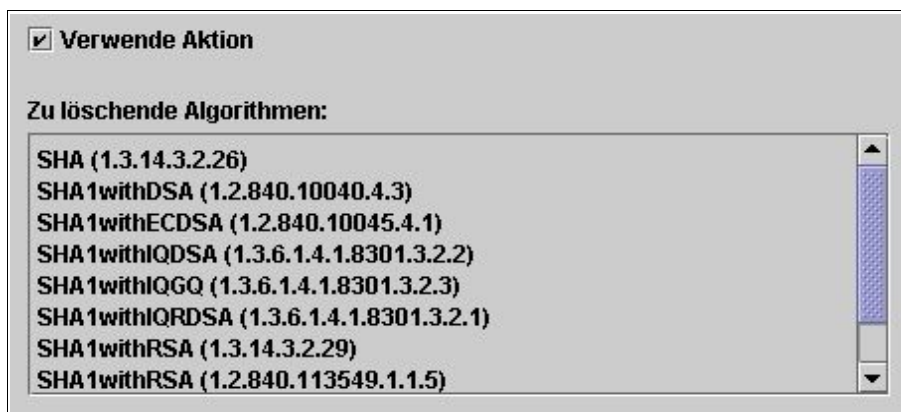 Verwende Aktion
Zu löschende Algorithmen:
SHA (1.3.14.3.2.26)
SHA1withDSA (1.2.840.10040.4.3)
SHA1withECDSA (1.2.840.10045.4.1)
SHA1withIQDSA (1.3.6.1.4.1.8301.3.2.2)
SHA1withIQGQ (1.3.6.1.4.1.8301.3.2.3)
SHA1withIQRDSA (1.3.6.1.4.1.8301.3.2.1)
SHA1withRSA (1.3.14.3.2.29)
SHA1withRSA (1.2.840.113549.1.1.5)